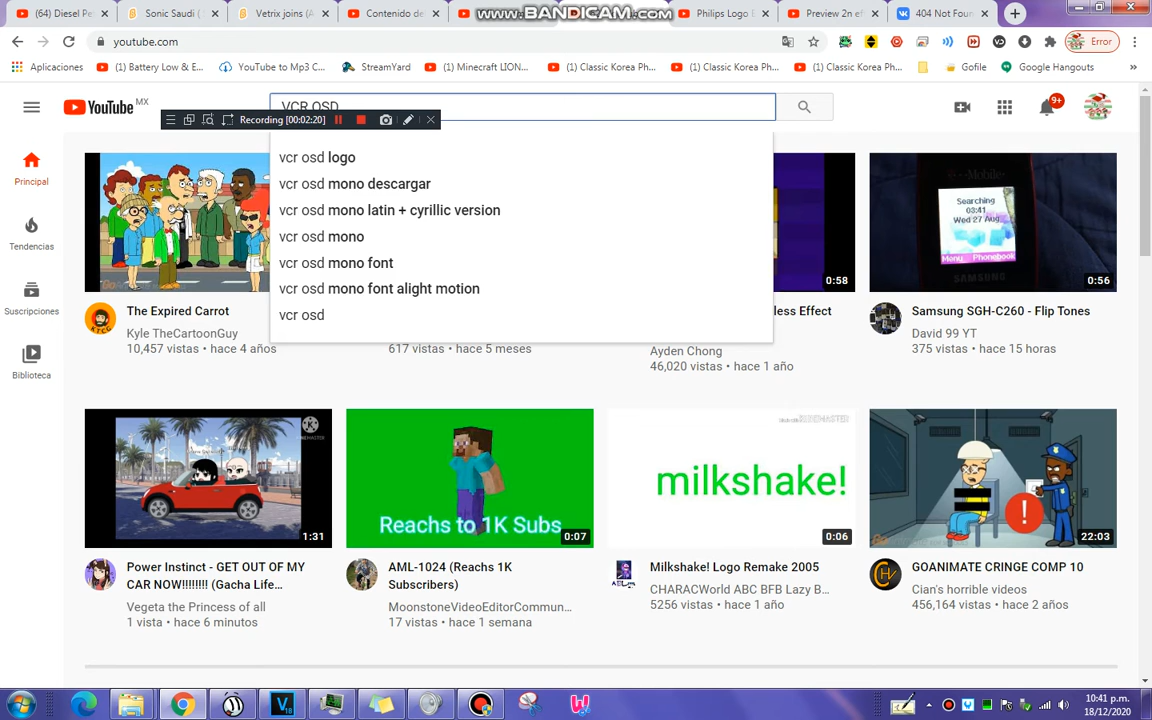 (64) Diesel Pe
Sonic Saudi (
Vetrix joins (A
Contenido de
www.BANDICAM.com
Philips Logo E
Preview 2n ef
404 Not Foun
youtube.com
Error
Aplicaciones
(1) Battery Low & E...
YouTube to Mp3 C...
StreamYard
(1) Minecraft LION...
(1) Classic Korea Ph...
(1) Classic Korea Ph...
(1) Classic Korea Ph...
Gofile
Google Hangouts
YouTube MX
VCR OSD
Recording [00:02:20]
9+
vcr osd logo
vcr osd mono descargar
vcr osd mono latin + cyrillic version
vcr osd mono
vcr osd mono font
vcr osd mono font alight motion
vcr osd
Principal
Tendencias
Suscripciones
Biblioteca
T-Mobile
Searching
03:41
Wed 27 Aug
Menu Phonebook
SAMSUNG
0:58
0:56
The Expired Carrot
Kyle TheCartoonGuy
10,457 vistas • hace 4 años
617 vistas • hace 5 meses
less Effect
Ayden Chong
46,020 vistas • hace 1 año
Samsung SGH-C260 - Flip Tones
David 99 YT
375 vistas • hace 15 horas
KINEMASTER
1:31
Reachs to 1K Subs
0:07
KINEMASTER
milkshake!
0:06
!
22:03
Power Instinct - GET OUT OF MY
CAR NOW!!!!!!!! (Gacha Life...
Vegeta the Princess of all
1 vista • hace 6 minutos
AML-1024 (Reachs 1K
Subscribers)
MoonstoneVideoEditorCommun...
17 vistas • hace 1 semana
Milkshake! Logo Remake 2005
CHARACWorld ABC BFB Lazy B...
5256 vistas • hace 1 año
GOANIMATE CRINGE COMP 10
Cian's horrible videos
456,164 vistas • hace 2 años
10:41 p.m.
18/12/2020